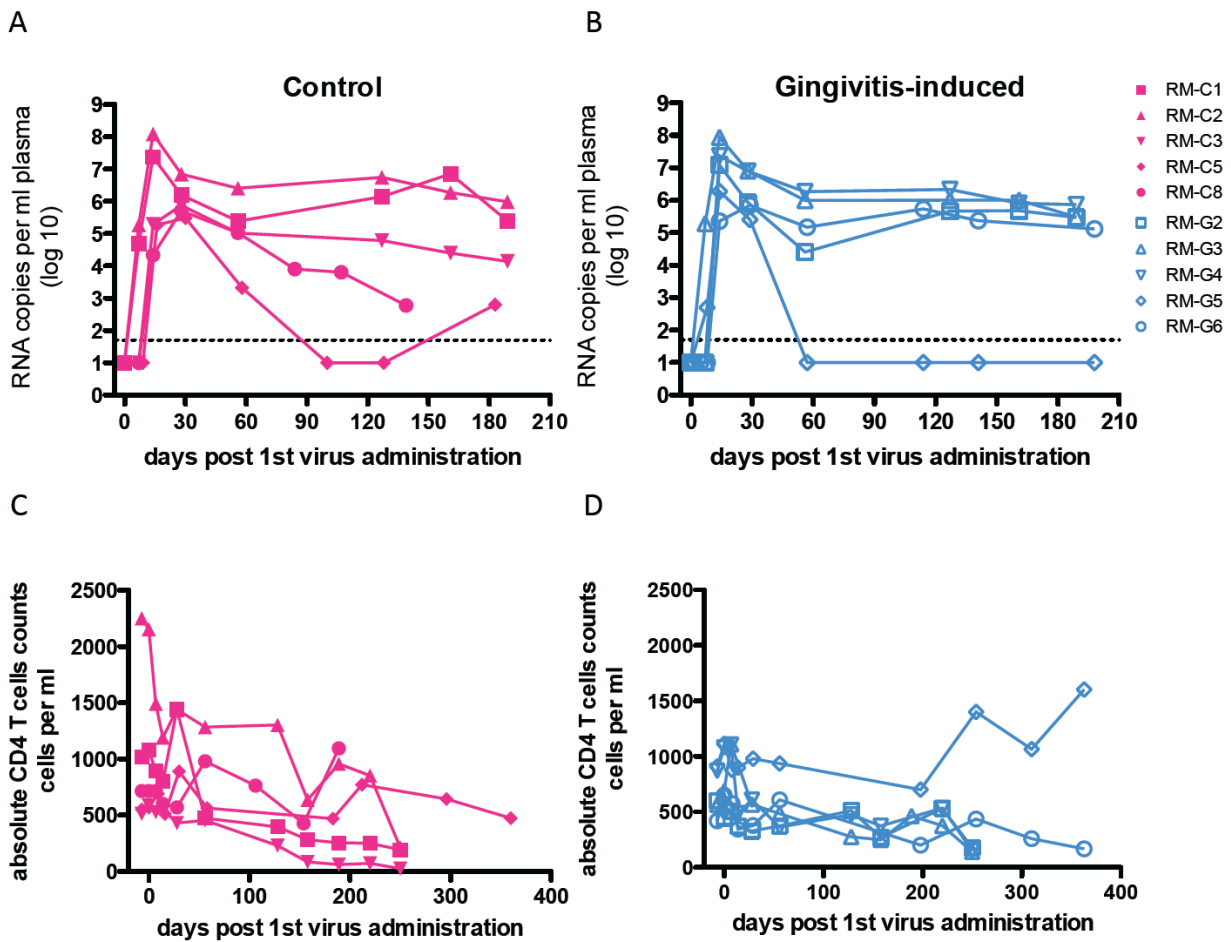 A
B
Control
Gingivitis-induced
RNA copies per ml plasma
(log 10)
9
8
7
6
5
4
3
2
1
0
0 30 60 90 120 150 180 210
days post 1st virus administration
RNA copies per ml plasma
(log 10)
9
8
7
6
5
4
3
2
1
0
0 30 60 90 120 150 180 210
days post 1st virus administration
RM-C1
RM-C2
RM-C3
RM-C5
RM-C8
RM-G2
RM-G3
RM-G4
RM-G5
RM-G6
C
D
absolute CD4 T cells counts
cells per ml
2500
2000
1500
1000
500
0
0 100 200 300 400
days post 1st virus administration
absolute CD4 T cells counts
cells per ml
2500
2000
1500
1000
500
0
0 100 200 300 400
days post 1st virus administration